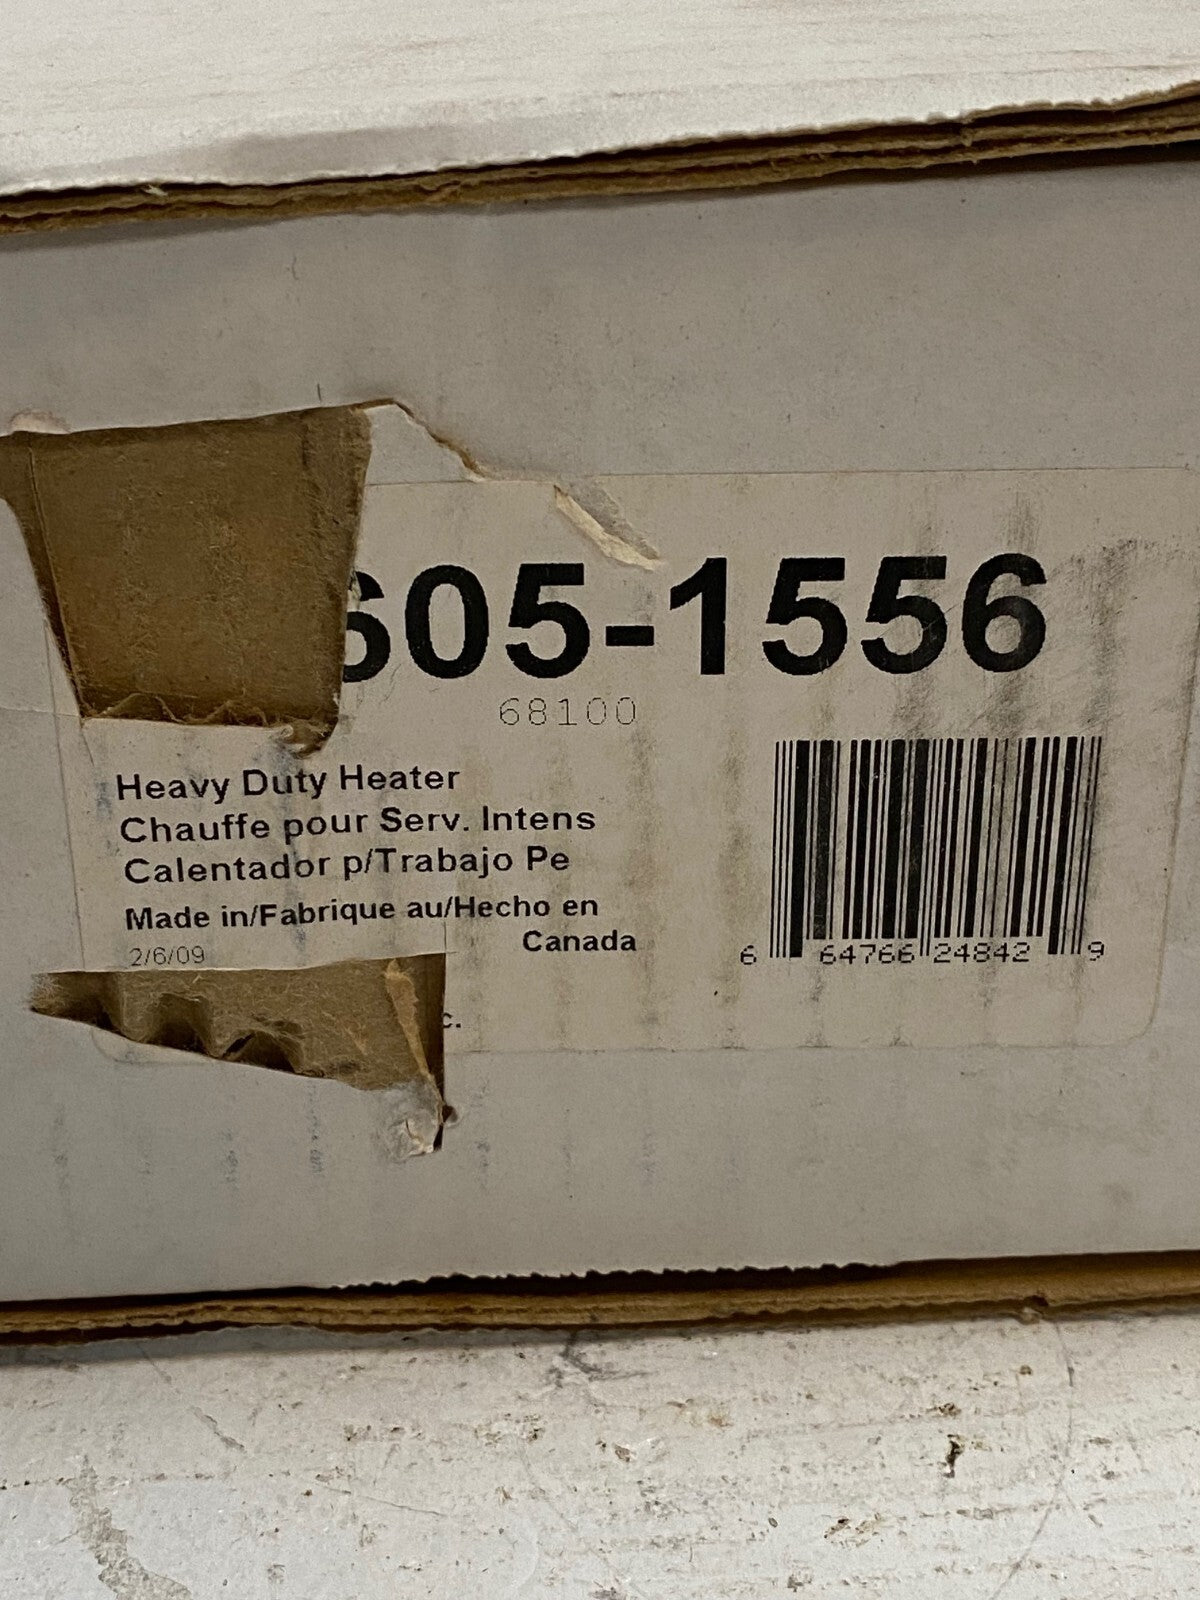 605-1556
68100
Heavy Duty Heater
Chauffe pour Serv. Intens
Calentador p/Trabajo Pe
Made in/Fabrique au/Hecho en
Canada
2/6/09
6 64766 24842 9
c.